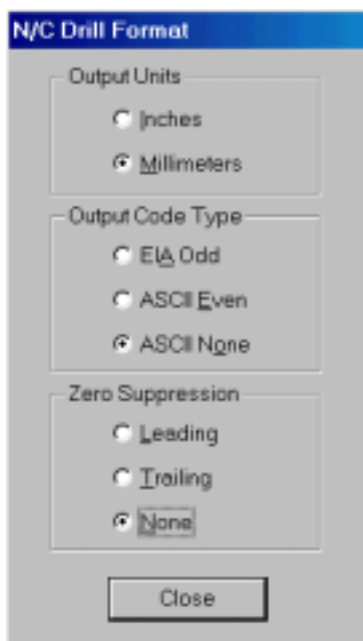 N/C Drill Format
Output Units
Inches
Millimeters
Output Code Type
EIA Odd
ASCII Even
ASCII None
Zero Suppression
Leading
Trailing
None
Close